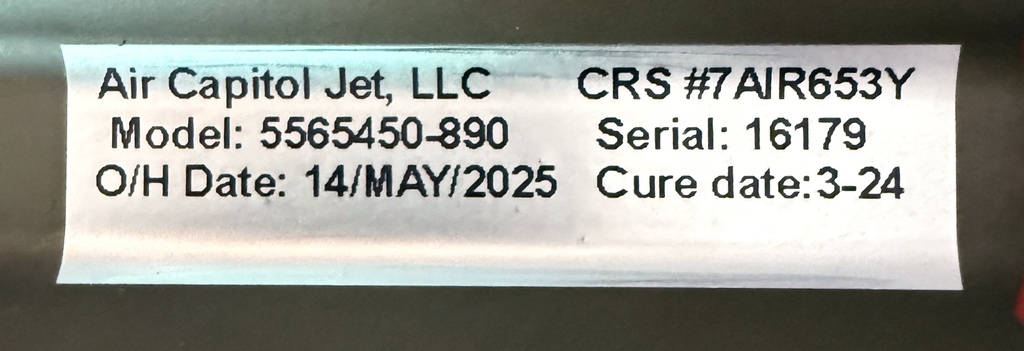 Air Capitol Jet, LLC CRS #7AIR653Y
Model: 5565450-890 Serial: 16179
O/H Date: 14/MAY/2025 Cure date:3-24